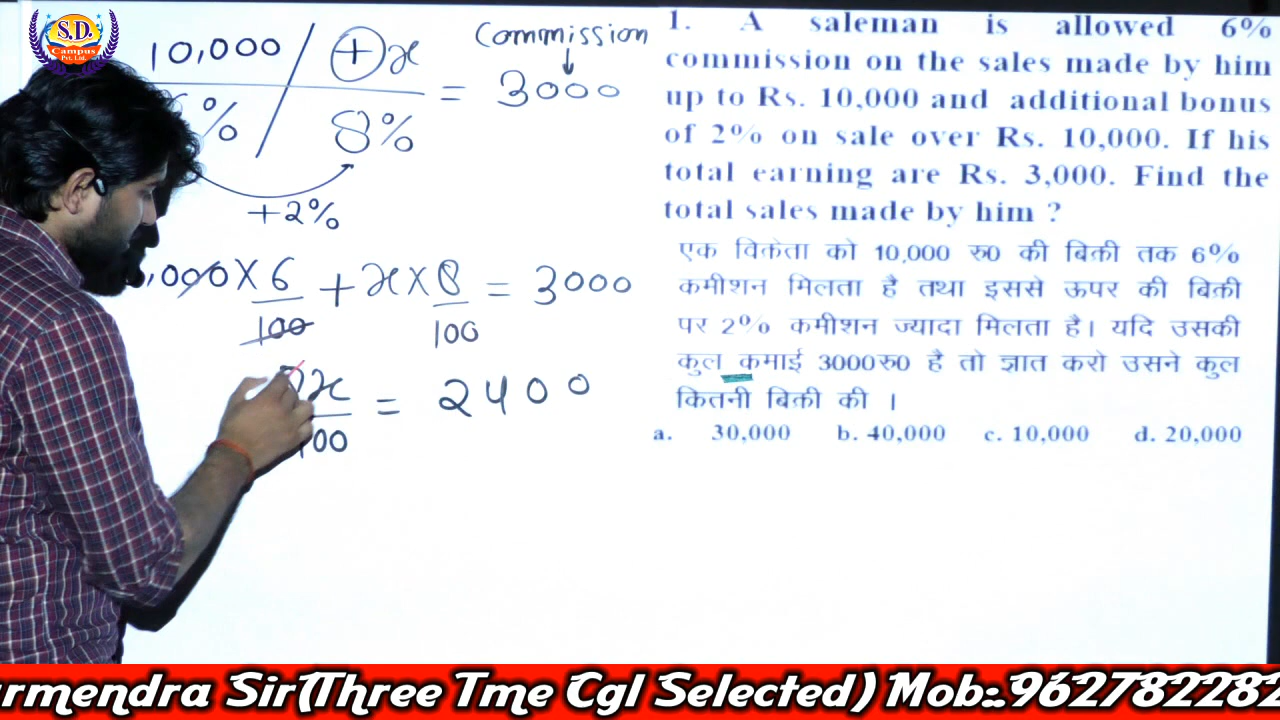 S.D.
Campus
Pvt. Ltd.
10,000 / + x
% / 8% = 3000
Commission
+2%
,000 × 6/100 + x × 8/100 = 3000
x/100 = 2400
1. A saleman is allowed 6%
commission on the sales made by him
up to Rs. 10,000 and additional bonus
of 2% on sale over Rs. 10,000. If his
total earning are Rs. 3,000. Find the
total sales made by him ?
एक विक्रेता को 10,000 रु0 की बिक्री तक 6%
कमीशन मिलता है तथा इससे ऊपर की बिक्री
पर 2% कमीशन ज्यादा मिलता है। यदि उसकी
कुल कमाई 3000रु0 है तो ज्ञात करो उसने कुल
कितनी बिक्री की ।
a. 30,000 b. 40,000 c. 10,000 d. 20,000
armendra Sir(Three Tme Cgl Selected) Mob:.962782282